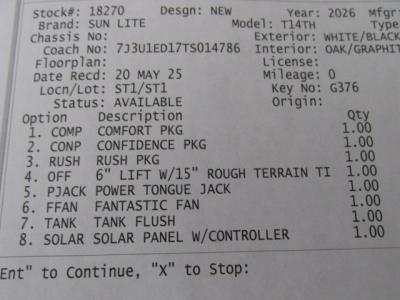 Stock#: 18270 Desgn: NEW Year: 2026 Mfgr:
Brand: SUN LITE Model: T14TH Type
Chassis No: Exterior: WHITE/BLACK
Coach No: 7J3U1ED17TS014786 Interior: OAK/GRAPHIT
Floorplan: License:
Date Recd: 20 MAY 25 Mileage: 0
Locn/Lot: ST1/ST1 Key No: G376
Status: AVAILABLE Origin:
Option Description Qty
1. COMP COMFORT PKG 1.00
2. CONP CONFIDENCE PKG 1.00
3. RUSH RUSH PKG 1.00
4. OFF 6" LIFT W/15" ROUGH TERRAIN TI 1.00
5. PJACK POWER TONGUE JACK 1.00
6. FFAN FANTASTIC FAN 1.00
7. TANK TANK FLUSH 1.00
8. SOLAR SOLAR PANEL W/CONTROLLER 1.00
Ent" to Continue, "X" to Stop: